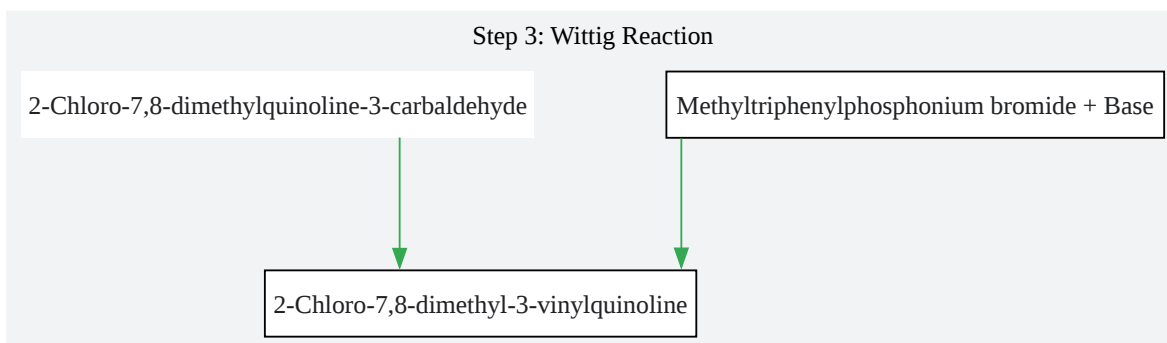 Step 3: Wittig Reaction
2-Chloro-7,8-dimethylquinoline-3-carbaldehyde
Methyltriphenylphosphonium bromide + Base
2-Chloro-7,8-dimethyl-3-vinylquinoline